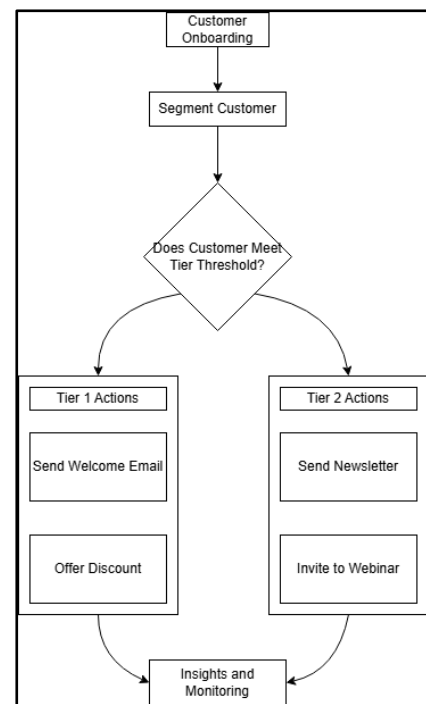 Customer
Onboarding
Segment Customer
Does Customer Meet
Tier Threshold?
Tier 1 Actions
Send Welcome Email
Offer Discount
Tier 2 Actions
Send Newsletter
Invite to Webinar
Insights and
Monitoring